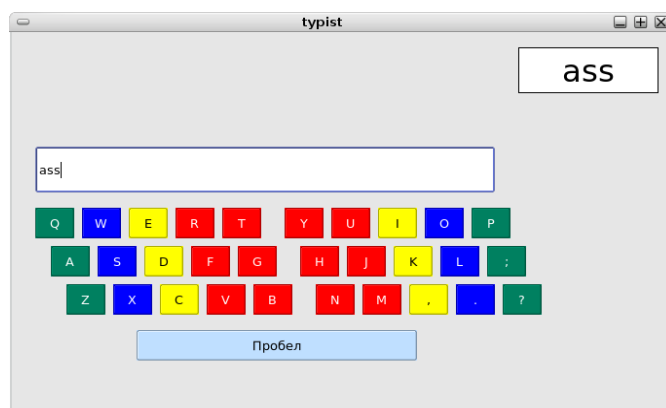 typist
ass
ass
Q W E R T Y U I O P
A S D F G H J K L ;
Z X C V B N M , . ?
Пробел